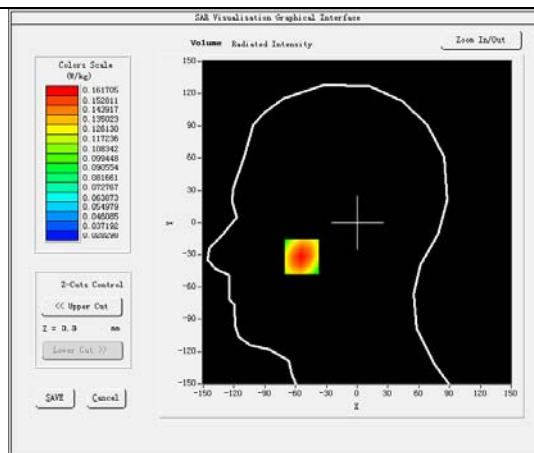 SAR Visualisation Graphical Interface
Volume Radiated Intensity
Zoom In/Out
Colors Scale
(W/kg)
0.161705
0.152811
0.143917
0.135023
0.126130
0.117236
0.108342
0.099448
0.090554
0.081661
0.072767
0.063873
0.054979
0.046085
0.037192
Z-Cuts Control
<< Upper Cut
Z = 3.9 mm
Lower Cut >>
SAVE
Cancel
150
120
90
60
30
0
-30
-60
-90
-120
-150
Y
-150 -120 -90 -60 -30 0 30 60 90 120 150
X